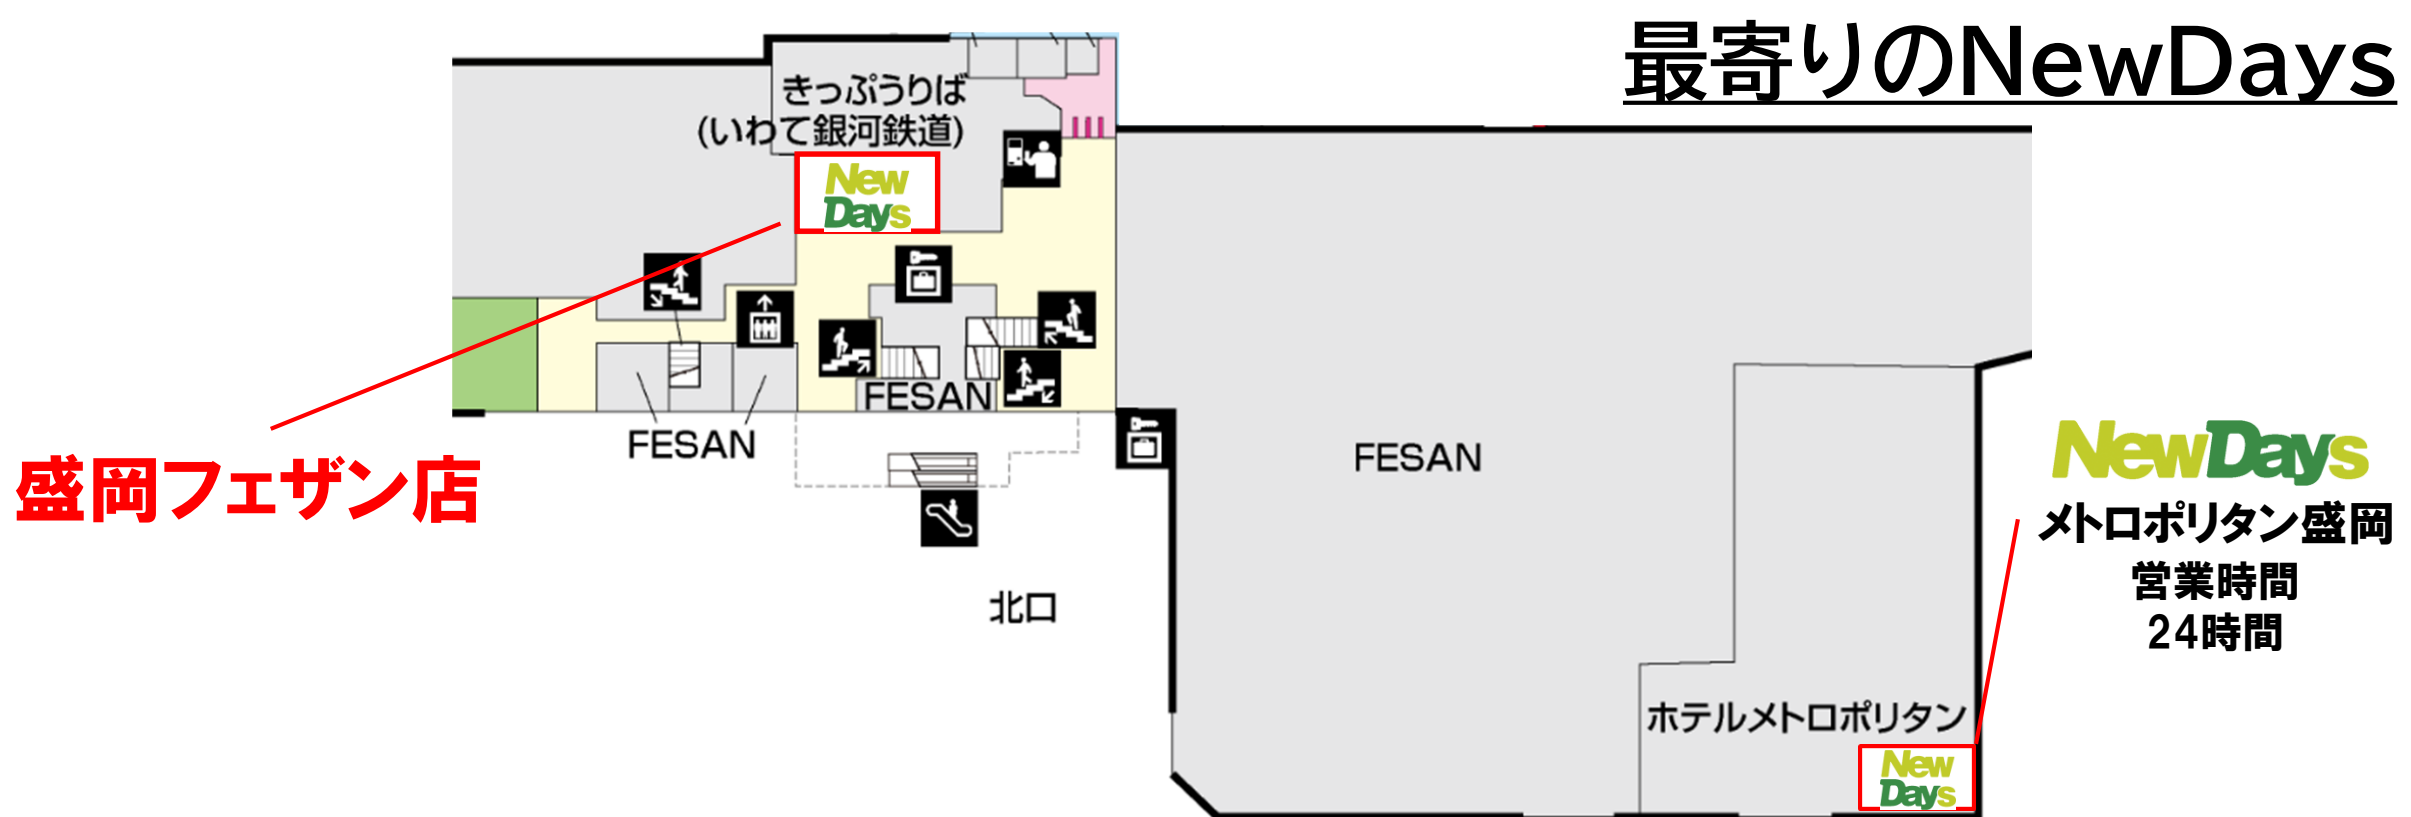 最寄りのNewDays
きっぷうりば
(いわて銀河鉄道)
New
Days
盛岡フェザン店
FESAN
FESAN
FESAN
北口
NewDays
メトロポリタン盛岡
営業時間
24時間
ホテルメトロポリタン
New
Days